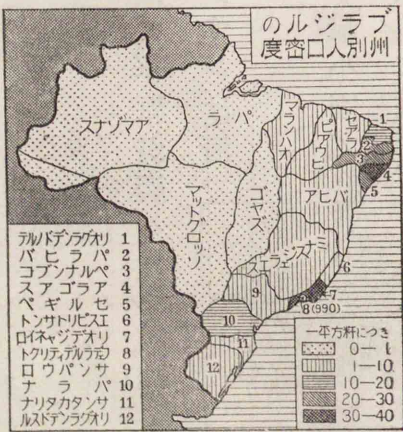 ブラジルの
州別人口密度
アマゾナス
パラ
マランハオ
ピアウヒ
セアラ
1
2
3
4
5
マットグロッソ
ゴヤス
バヒア
ミナスジェラエス
6
7
8(990)
9
10
11
12
1 リオグランデドノルテ
2 パラヒバ
3 ペルナンブコ
4 アラゴアス
5 セルギペ
6 エスピリトサント
7 リオデジャネイロ
8
9 サンパウロ
10 パラナ
11 サンタカタリナ
12 リオグランデドスル
一平方粁につき
0―1
1―10
10―20
20―30
30―40